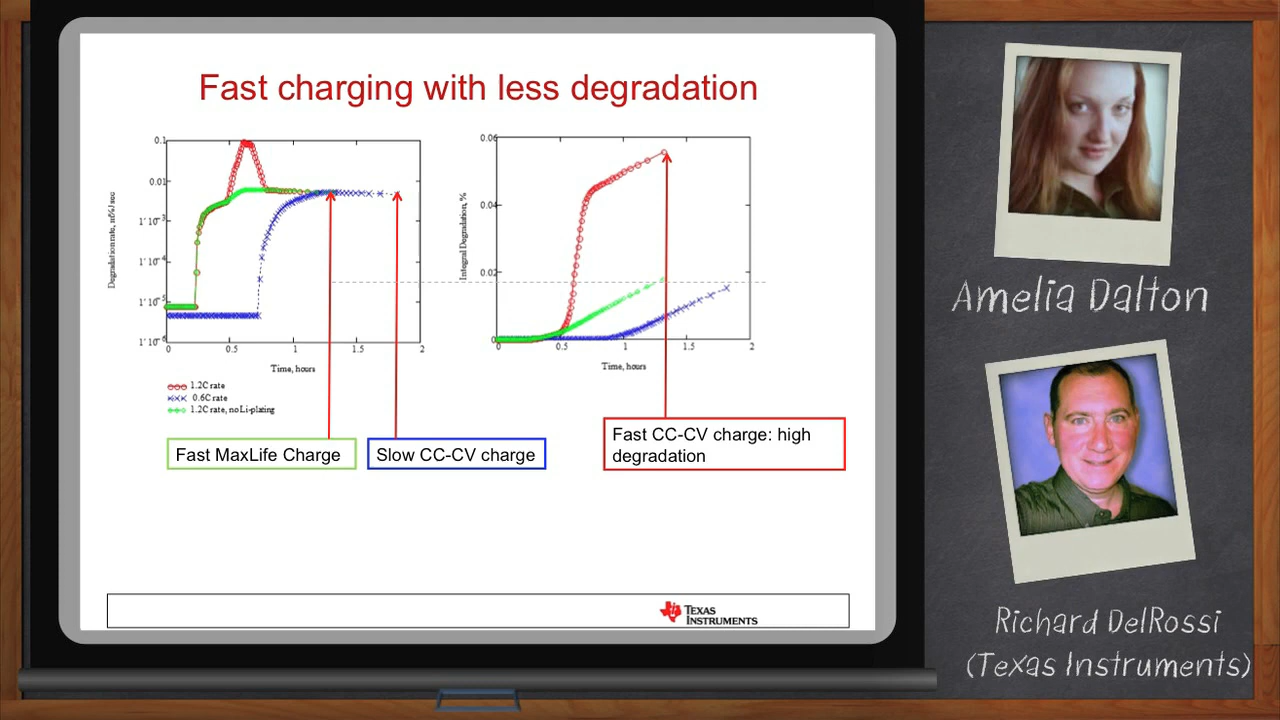 Fast charging with less degradation
0.1
0.01
1´10⁻³
1´10⁻⁴
1´10⁻⁵
1´10⁻⁶
0
0.5
1
1.5
2
Time, hours
1.2C rate
0.6C rate
1.2C rate, no Li-plating
0.06
0.04
0.02
0
Integral Degradation, %
0
0.5
1
1.5
2
Time, hours
Fast MaxLife Charge
Slow CC-CV charge
Fast CC-CV charge: high
degradation
TEXAS
INSTRUMENTS
Amelia Dalton
Richard DelRossi
(Texas Instruments)